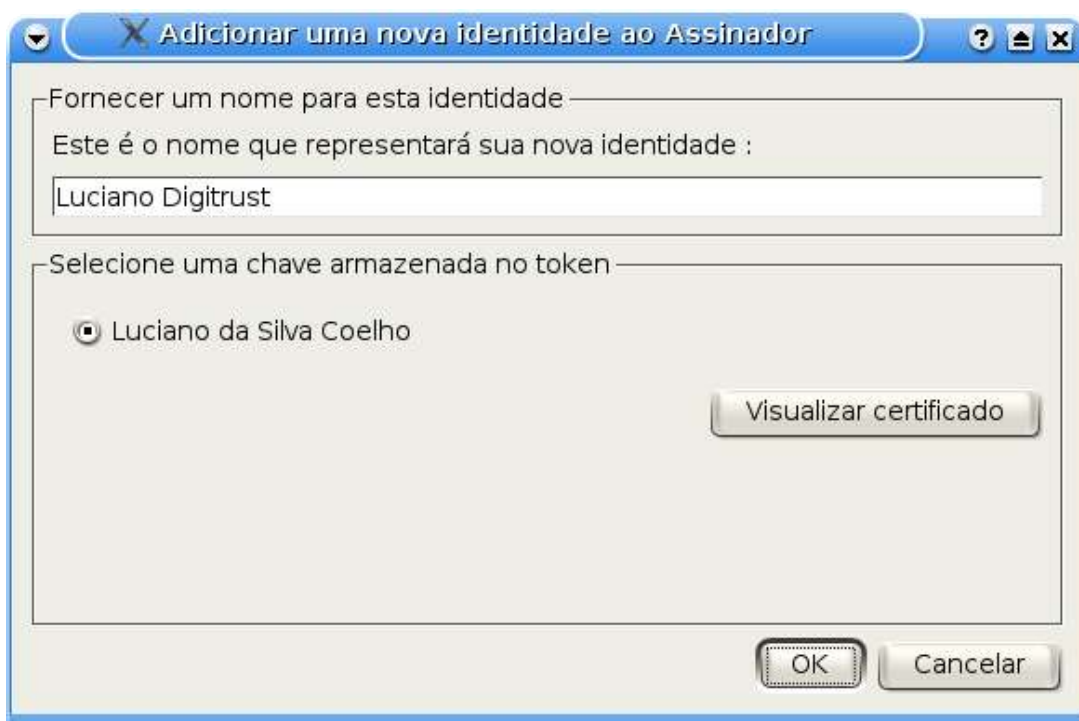 Adicionar uma nova identidade ao Assinador
Fornecer um nome para esta identidade
Este é o nome que representará sua nova identidade :
Luciano Digitrust
Selecione uma chave armazenada no token
Luciano da Silva Coelho
Visualizar certificado
OK Cancelar